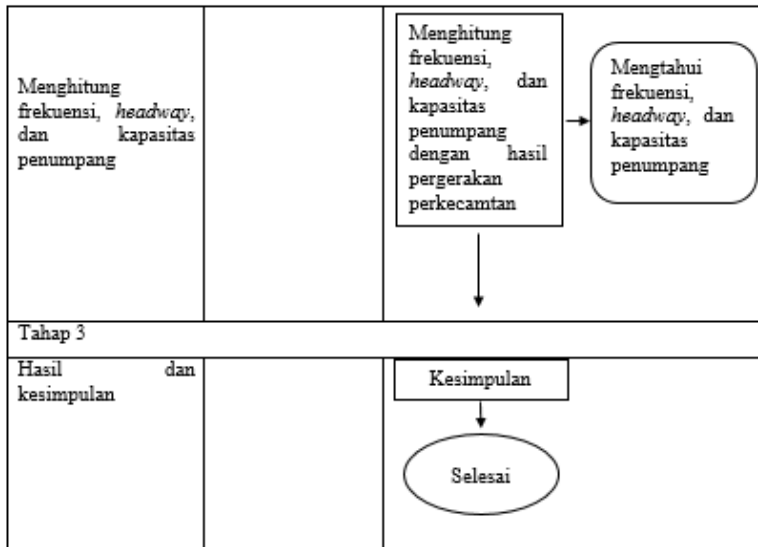 Menghitung
frekuensi, headway,
dan kapasitas
penumpang
Menghitung
frekuensi,
headway, dan
kapasitas
penumpang
dengan hasil
pergerakan
perkecamtan
Mengtahui
frekuensi,
headway, dan
kapasitas
penumpang
Tahap 3
Hasil dan
kesimpulan
Kesimpulan
Selesai